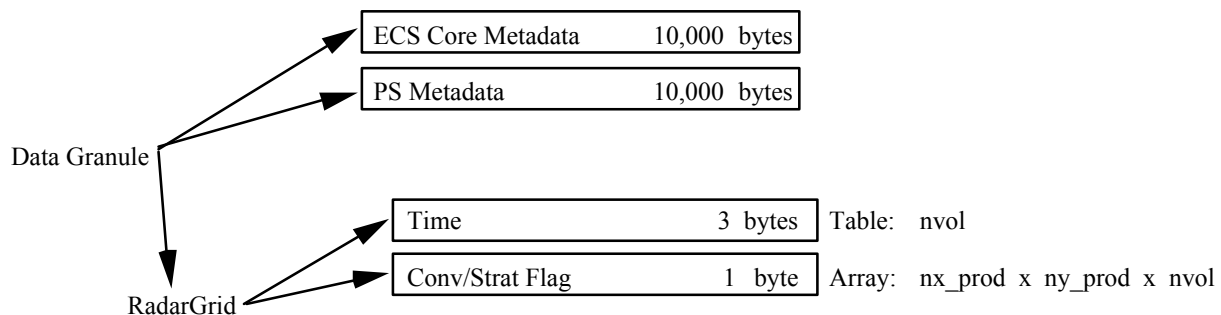 ECS Core Metadata 10,000 bytes
PS Metadata 10,000 bytes
Data Granule
Time 3 bytes Table: nvol
Conv/Strat Flag 1 byte Array: nx_prod x ny_prod x nvol
RadarGrid